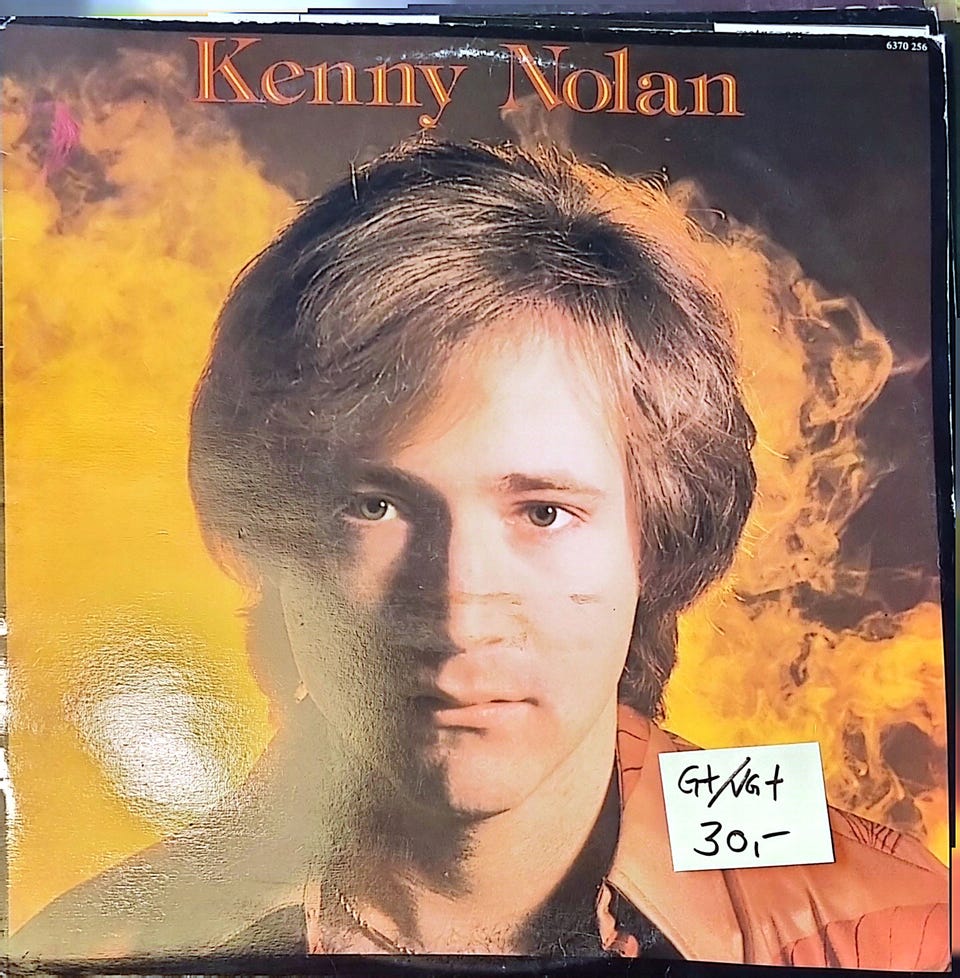 Kenny Nolan
6370 256
G+/VG+
30,-